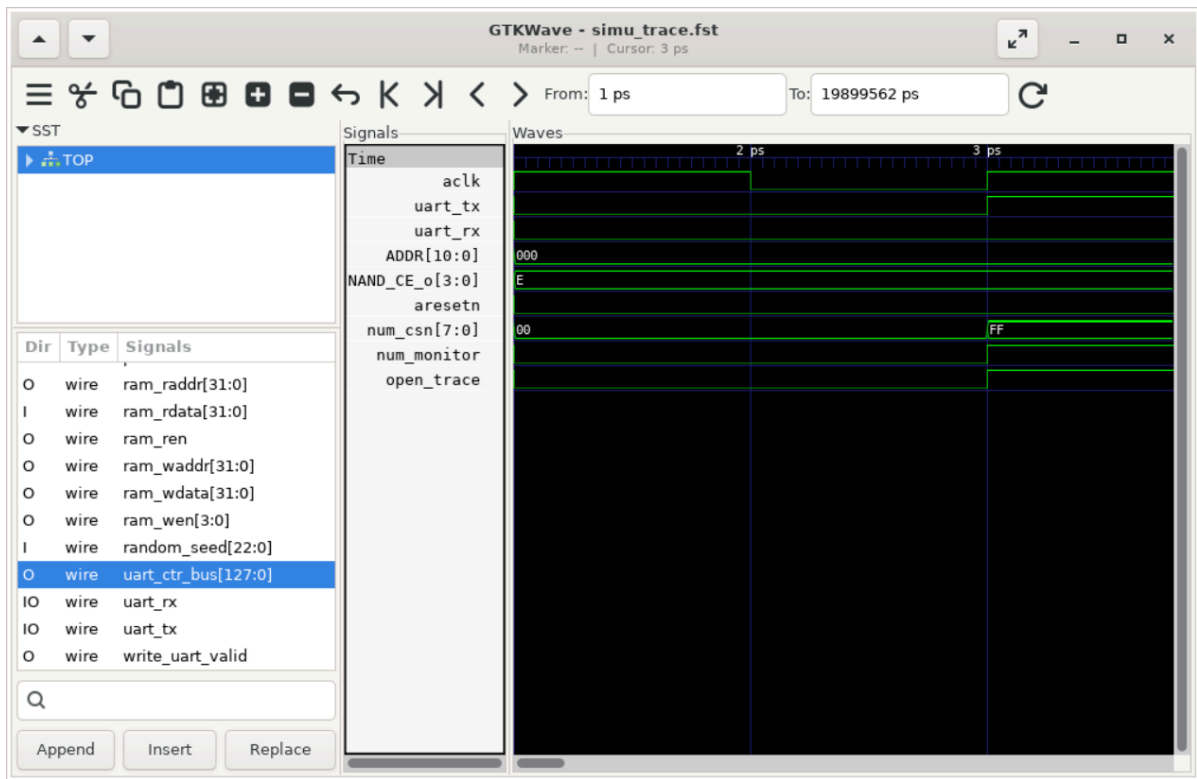 GTKWave - simu_trace.fst
Marker: -- | Cursor: 3 ps
From: 1 ps To: 19899562 ps
SST
TOP
Signals
Waves
Time
2 ps 3 ps
aclk
uart_tx
uart_rx
ADDR[10:0] 000
NAND_CE_o[3:0] E
aresetn
num_csn[7:0] 00 FF
num_monitor
open_trace
Dir Type Signals
O wire ram_raddr[31:0]
I wire ram_rdata[31:0]
O wire ram_ren
O wire ram_waddr[31:0]
O wire ram_wdata[31:0]
O wire ram_wen[3:0]
I wire random_seed[22:0]
O wire uart_ctr_bus[127:0]
IO wire uart_rx
IO wire uart_tx
O wire write_uart_valid
Append Insert Replace